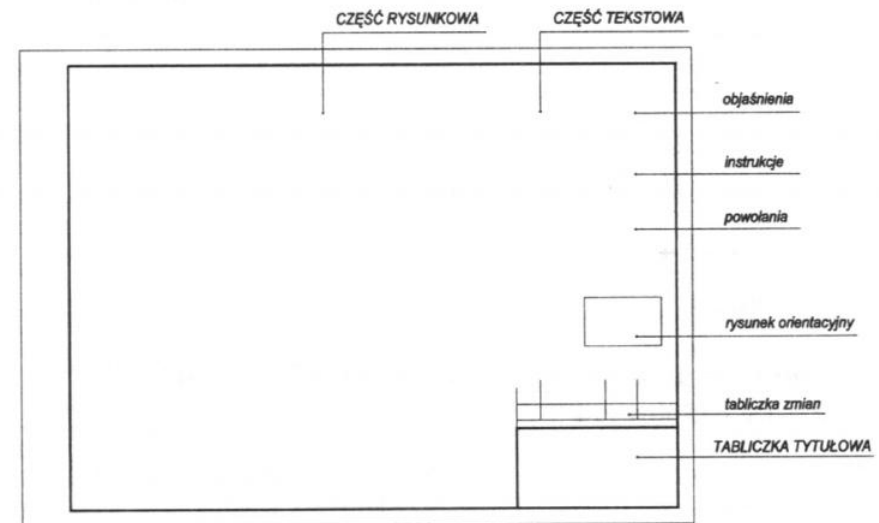 CZĘŚĆ RYSUNKOWA
CZĘŚĆ TEKSTOWA
objaśnienia
instrukcje
powołania
rysunek orientacyjny
tabliczka zmian
TABLICZKA TYTUŁOWA